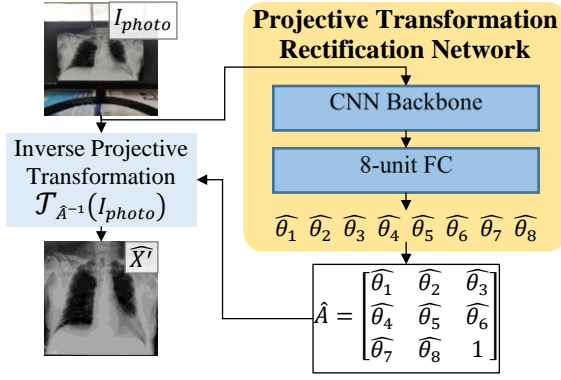 I_photo
Projective Transformation
Rectification Network
CNN Backbone
8-unit FC
Inverse Projective
Transformation
𝒯_{Â⁻¹}(I_photo)
θ̂₁ θ̂₂ θ̂₃ θ̂₄ θ̂₅ θ̂₆ θ̂₇ θ̂₈
X̂′
Â = [θ̂₁ θ̂₂ θ̂₃
θ̂₄ θ̂₅ θ̂₆
θ̂₇ θ̂₈ 1]